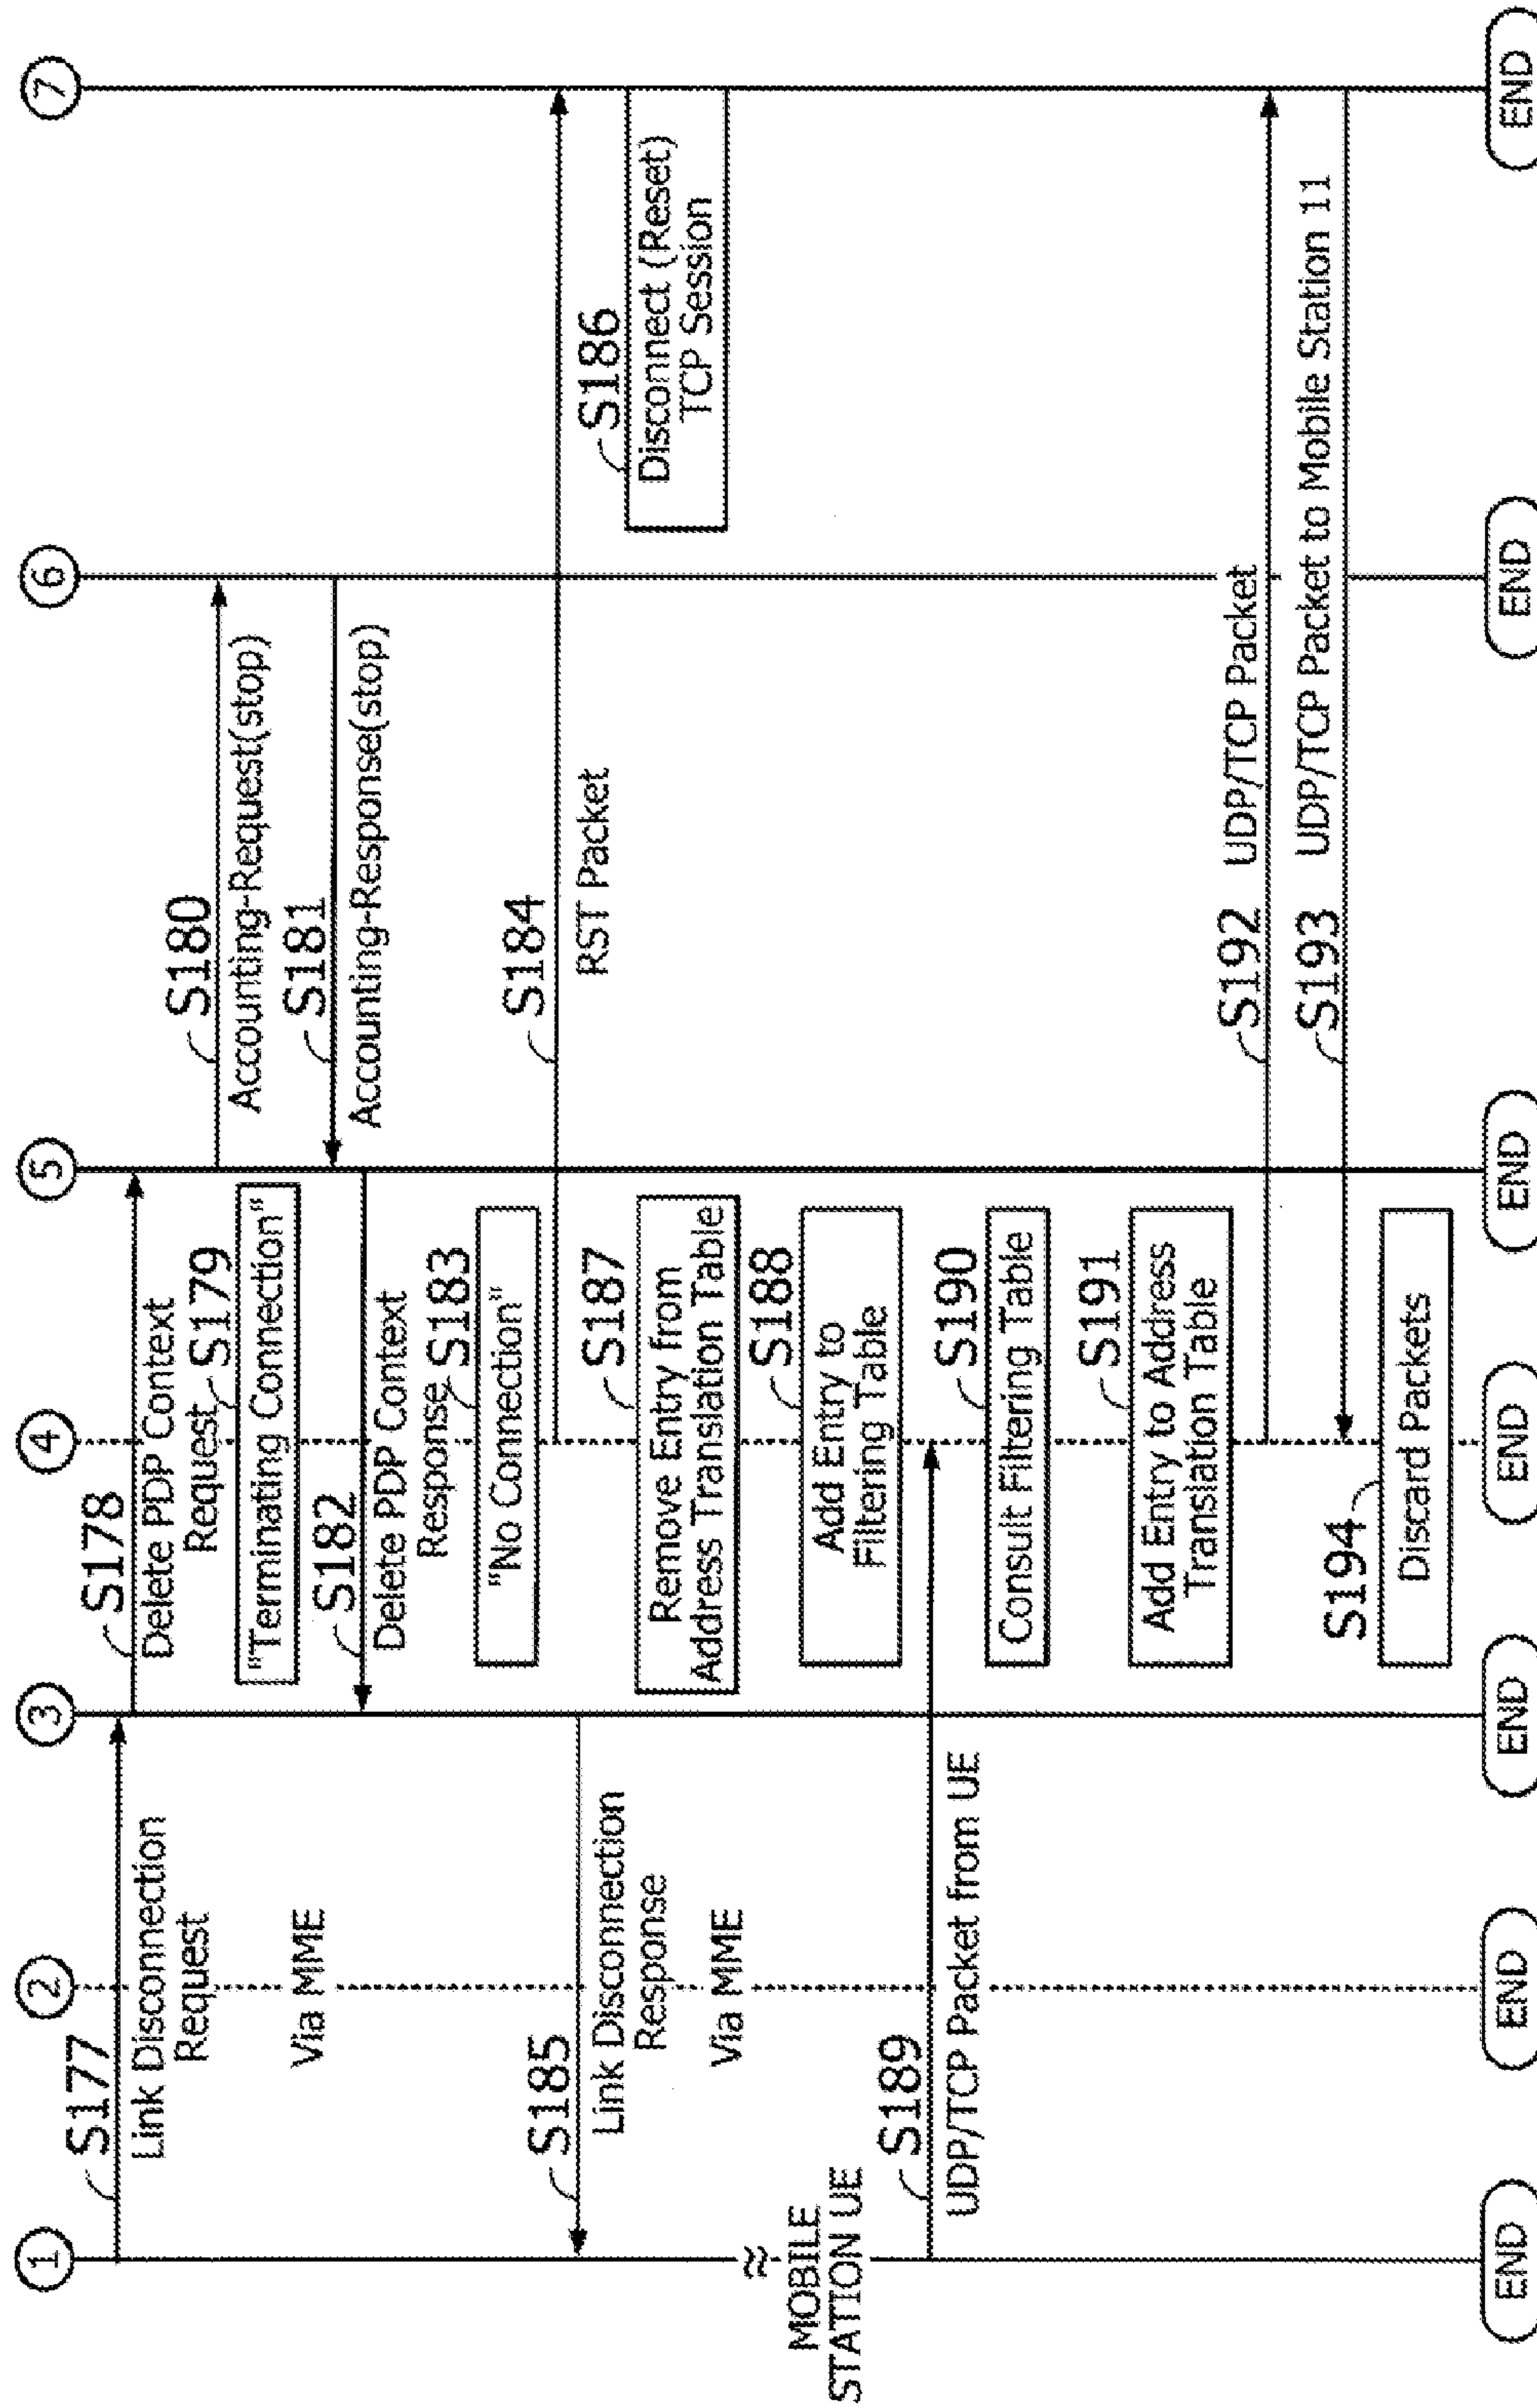 1
2
3
4
5
6
7
S177
Link Disconnection
Request
Via MME
S178
Delete PDP Context
Request
S179
"Terminating Connection"
S180
Accounting-Request(stop)
S181
Accounting-Response(stop)
S182
Delete PDP Context
Response
S183
"No Connection"
S184
RST Packet
S185
Link Disconnection
Response
Via MME
S186
Disconnect (Reset)
TCP Session
S187
Remove Entry from
Address Translation Table
S188
Add Entry to
Filtering Table
MOBILE
STATION UE
S189
UDP/TCP Packet from UE
S190
Consult Filtering Table
S191
Add Entry to Address
Translation Table
S192
UDP/TCP Packet
S193
UDP/TCP Packet to Mobile Station 11
S194
Discard Packets
END
END
END
END
END
END
END